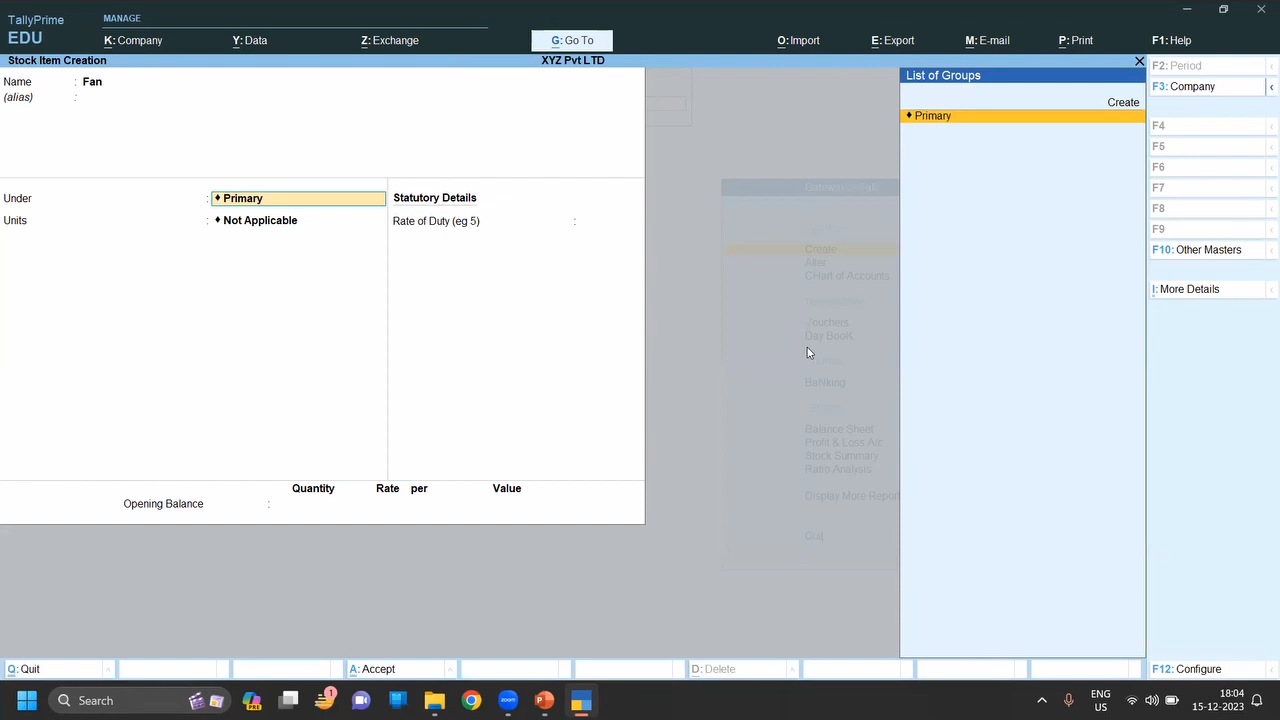 TallyPrime
EDU
MANAGE
K: Company
Y: Data
Z: Exchange
G: Go To
O: Import
E: Export
M: E-mail
P: Print
F1: Help
Stock Item Creation
XYZ Pvt LTD
Name : Fan
(alias) :
Under : ♦ Primary
Units : ♦ Not Applicable
Statutory Details
Rate of Duty (eg 5) :
Quantity Rate per Value
Opening Balance :
Create
Alter
CHart of Accounts
Vouchers
Day BooK
BaNking
Balance Sheet
Profit & Loss A/c
Stock Summary
Ratio Analysis
Display More Repor
Quit
List of Groups
Create
♦ Primary
F2: Period
F3: Company
F4
F5
F6
F7
F8
F9
F10: Other Masters
I: More Details
Q: Quit
A: Accept
D: Delete
F12: Configure
Search
PRE
1
zoom
ENG
US
18:04
15-12-2023